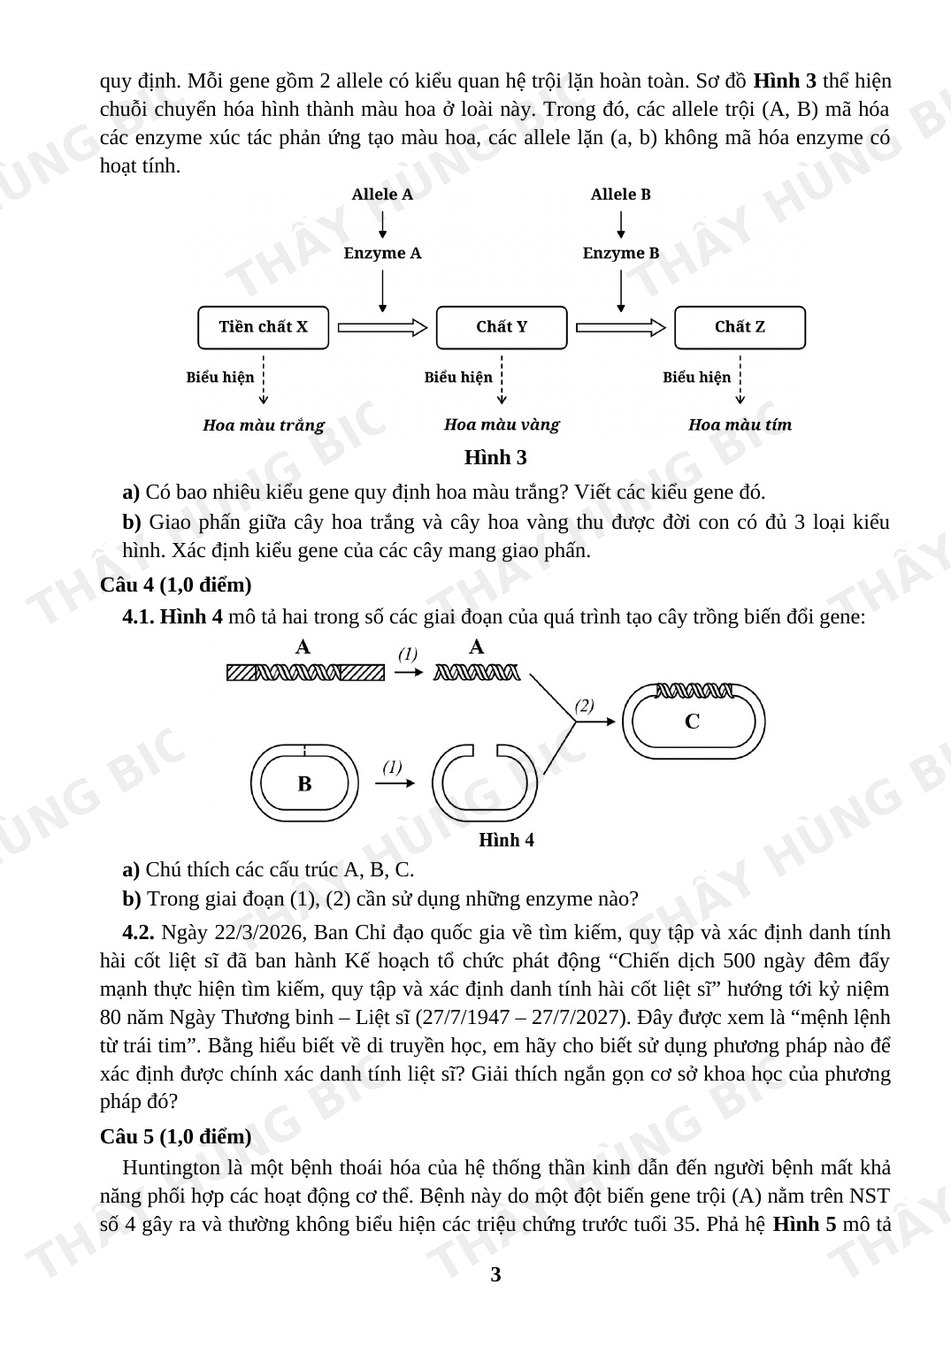 quy định. Mỗi gene gồm 2 allele có kiểu quan hệ trội lặn hoàn toàn. Sơ đồ Hình 3 thể hiện
chuỗi chuyển hóa hình thành màu hoa ở loài này. Trong đó, các allele trội (A, B) mã hóa
các enzyme xúc tác phản ứng tạo màu hoa, các allele lặn (a, b) không mã hóa enzyme có
hoạt tính.
Allele A Allele B
Enzyme A Enzyme B
Tiền chất X Chất Y Chất Z
Biểu hiện Biểu hiện Biểu hiện
Hoa màu trắng Hoa màu vàng Hoa màu tím
Hình 3
a) Có bao nhiêu kiểu gene quy định hoa màu trắng? Viết các kiểu gene đó.
b) Giao phấn giữa cây hoa trắng và cây hoa vàng thu được đời con có đủ 3 loại kiểu
hình. Xác định kiểu gene của các cây mang giao phấn.
Câu 4 (1,0 điểm)
4.1. Hình 4 mô tả hai trong số các giai đoạn của quá trình tạo cây trồng biến đổi gene:
A (1) A
(2)
C
B (1)
Hình 4
a) Chú thích các cấu trúc A, B, C.
b) Trong giai đoạn (1), (2) cần sử dụng những enzyme nào?
4.2. Ngày 22/3/2026, Ban Chỉ đạo quốc gia về tìm kiếm, quy tập và xác định danh tính
hài cốt liệt sĩ đã ban hành Kế hoạch tổ chức phát động “Chiến dịch 500 ngày đêm đẩy
mạnh thực hiện tìm kiếm, quy tập và xác định danh tính hài cốt liệt sĩ” hướng tới kỷ niệm
80 năm Ngày Thương binh – Liệt sĩ (27/7/1947 – 27/7/2027). Đây được xem là “mệnh lệnh
từ trái tim”. Bằng hiểu biết về di truyền học, em hãy cho biết sử dụng phương pháp nào để
xác định được chính xác danh tính liệt sĩ? Giải thích ngắn gọn cơ sở khoa học của phương
pháp đó?
Câu 5 (1,0 điểm)
Huntington là một bệnh thoái hóa của hệ thống thần kinh dẫn đến người bệnh mất khả
năng phối hợp các hoạt động cơ thể. Bệnh này do một đột biến gene trội (A) nằm trên NST
số 4 gây ra và thường không biểu hiện các triệu chứng trước tuổi 35. Phả hệ Hình 5 mô tả
3
THẦY HÙNG BIC